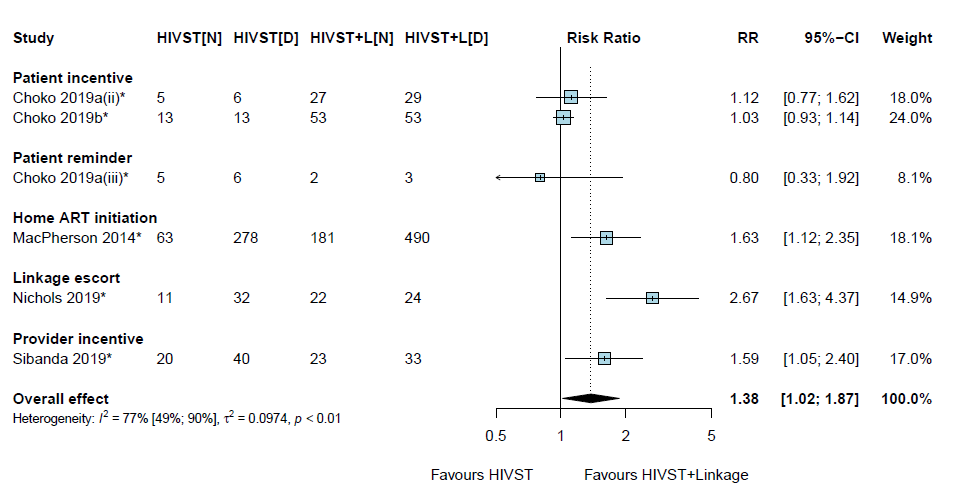 Study HIVST[N] HIVST[D] HIVST+L[N] HIVST+L[D] Risk Ratio RR 95%−CI Weight
Patient incentive
Choko 2019a(ii)* 5 6 27 29 1.12 [0.77; 1.62] 18.0%
Choko 2019b* 13 13 53 53 1.03 [0.93; 1.14] 24.0%
Patient reminder
Choko 2019a(iii)* 5 6 2 3 0.80 [0.33; 1.92] 8.1%
Home ART initiation
MacPherson 2014* 63 278 181 490 1.63 [1.12; 2.35] 18.1%
Linkage escort
Nichols 2019* 11 32 22 24 2.67 [1.63; 4.37] 14.9%
Provider incentive
Sibanda 2019* 20 40 23 33 1.59 [1.05; 2.40] 17.0%
Overall effect 1.38 [1.02; 1.87] 100.0%
Heterogeneity: I² = 77% [49%; 90%], τ² = 0.0974, p < 0.01
0.5 1 2 5
Favours HIVST Favours HIVST+Linkage